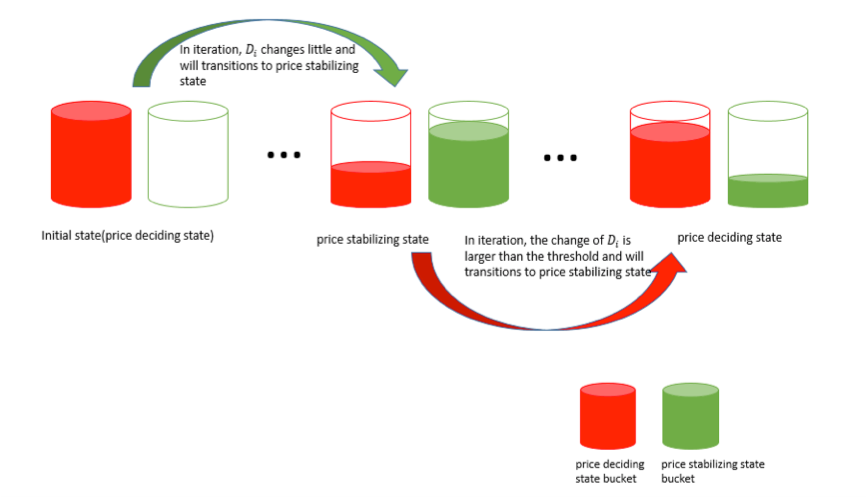 In iteration, Dᵢ changes little and
will transitions to price stabilizing
state
Initial state(price deciding state)
price stabilizing state
In iteration, the change of Dᵢ is
larger than the threshold and will
transitions to price stabilizing state
price deciding state
price deciding
state bucket
price stabilizing state
bucket